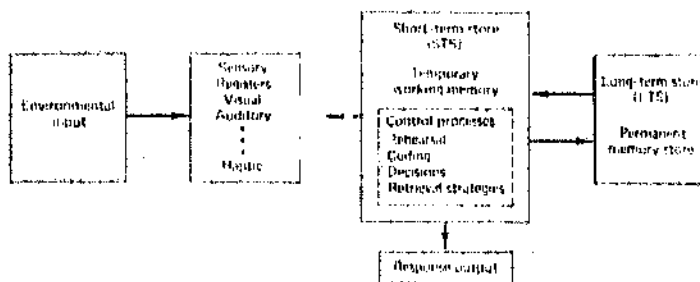 Environmental
input
Sensory
Registers
Visual
Auditory
Haptic
Short-term store
(STS)
Temporary
working memory
Control processes
Rehearsal
Coding
Decisions
Retrieval strategies
Long-term store
(LTS)
Permanent
memory store
Response output